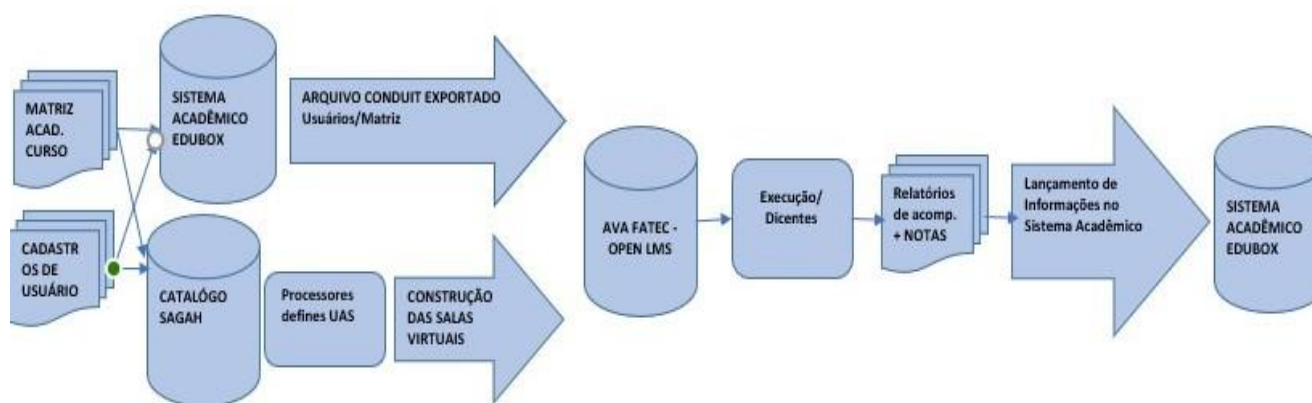 MATRIZ
ACAD.
CURSO
SISTEMA
ACADÊMICO
EDUBOX
ARQUIVO CONDUIT EXPORTADO
Usuários/Matriz
CADASTR
OS DE
USUÁRIO
CATALÓGO
SAGAH
Processores
defines UAS
CONSTRUÇÃO
DAS SALAS
VIRTUAIS
AVA FATEC -
OPEN LMS
Execução/
Dicentes
Relatórios
de acomp.
+ NOTAS
Lançamento de
Informações no
Sistema Acadêmico
SISTEMA
ACADÊMICO
EDUBOX